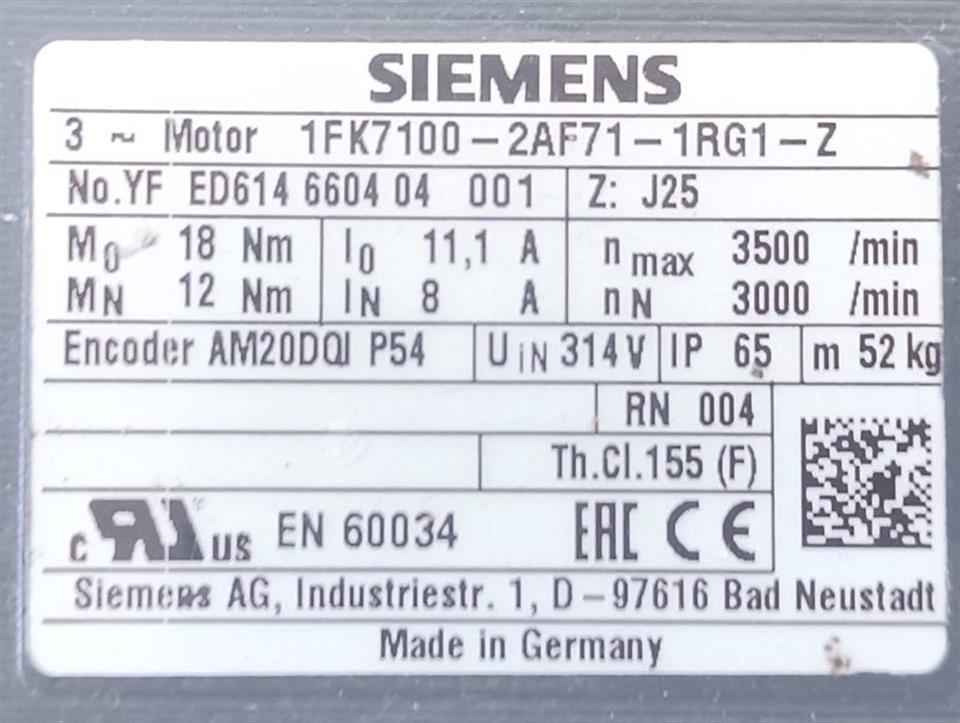 SIEMENS
3 ~ Motor 1FK7100-2AF71-1RG1-Z
No.YF ED614 6604 04 001 Z: J25
M0 18 Nm I0 11,1 A n max 3500 /min
MN 12 Nm IN 8 A n N 3000 /min
Encoder AM20DQI P54 UIN 314V IP 65 m 52 kg
RN 004
Th.Cl.155 (F)
c RU US EN 60034 EAC CE
Siemens AG, Industriestr. 1, D-97616 Bad Neustadt
Made in Germany